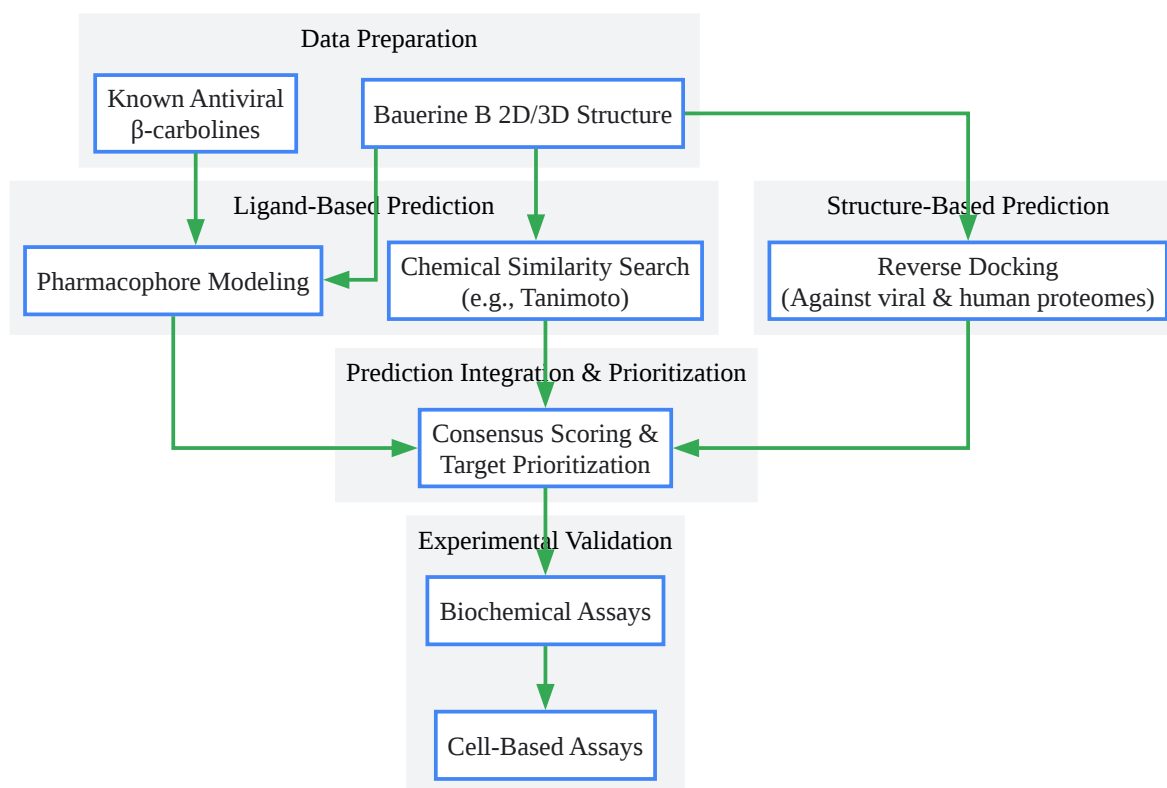 Data Preparation
Known Antiviral
β-carbolines
Bauerine B 2D/3D Structure
Ligand-Based Prediction
Structure-Based Prediction
Pharmacophore Modeling
Chemical Similarity Search
(e.g., Tanimoto)
Reverse Docking
(Against viral & human proteomes)
Prediction Integration & Prioritization
Consensus Scoring &
Target Prioritization
Experimental Validation
Biochemical Assays
Cell-Based Assays